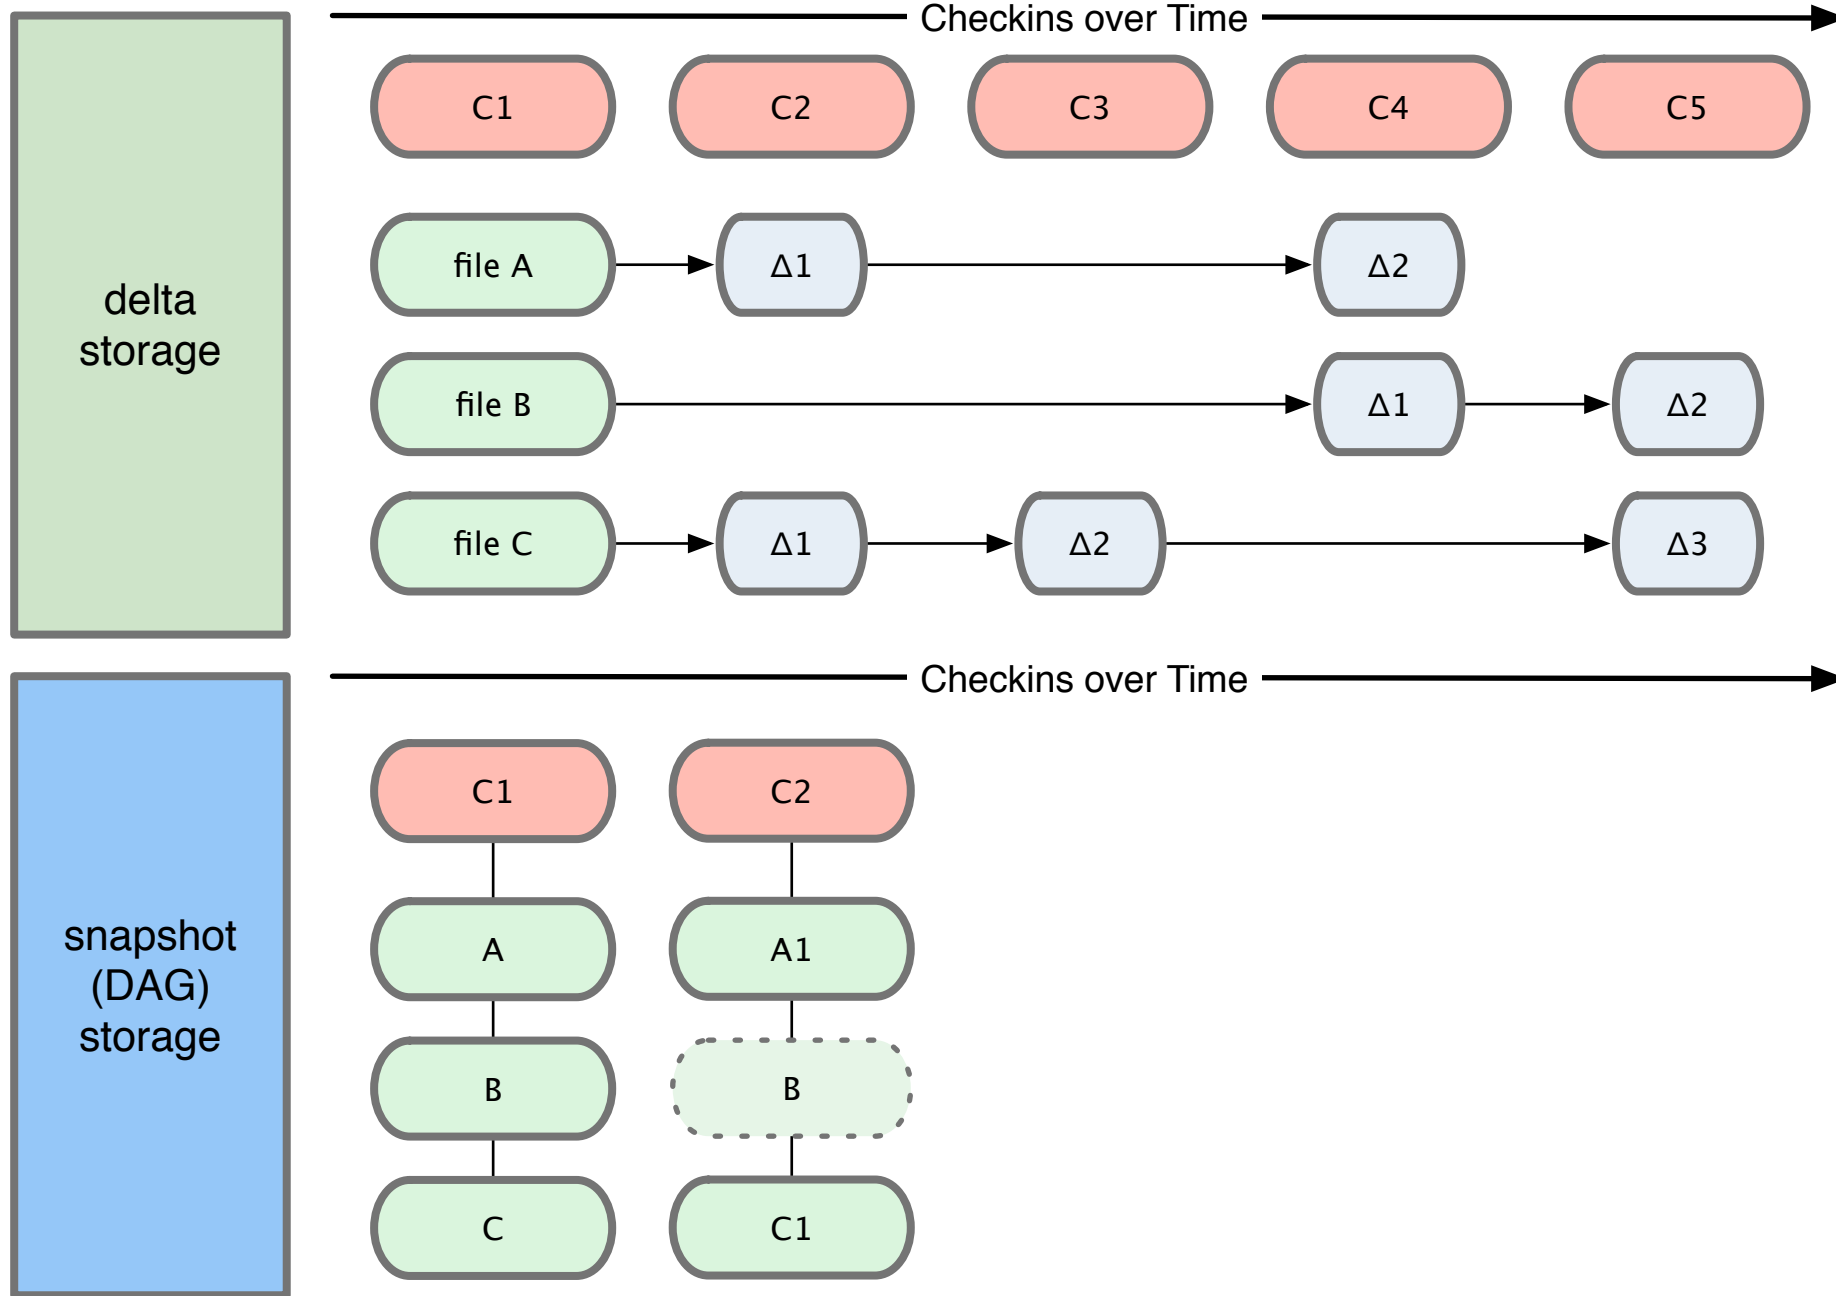 Checkins over Time
C1 C2 C3 C4 C5
delta
storage
file A Δ1 Δ2
file B Δ1 Δ2
file C Δ1 Δ2 Δ3
Checkins over Time
snapshot
(DAG)
storage
C1 C2
A A1
B B
C C1